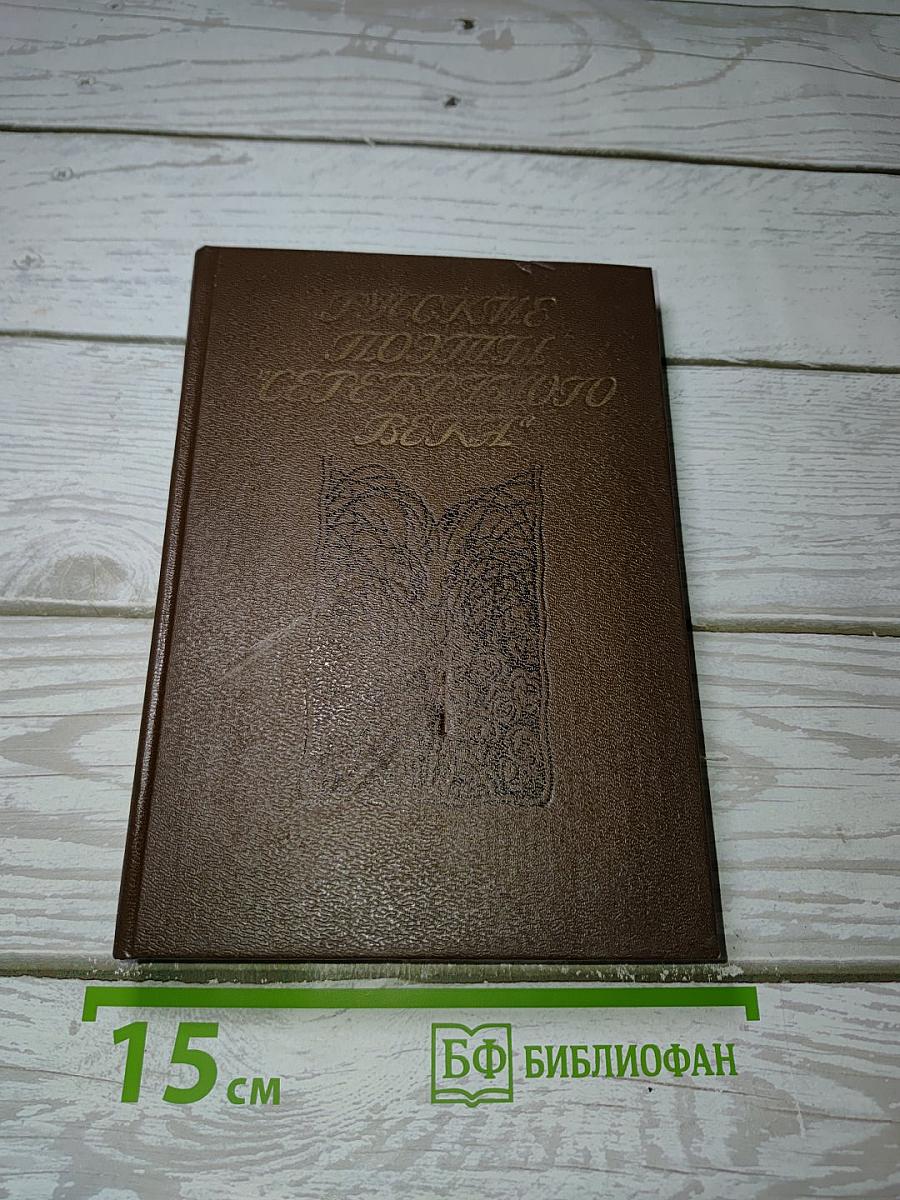 РУССКИЕ
ПОЭТЫ
"СЕРЕБРЯНОГО
ВЕКА"
15 см
БФ БИБЛИОФАН